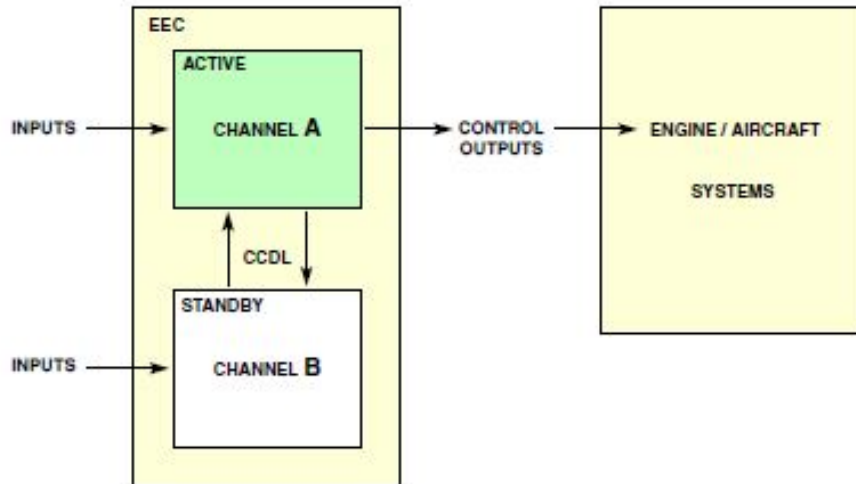 EEC
ACTIVE
INPUTS
CHANNEL A
CONTROL
OUTPUTS
ENGINE / AIRCRAFT
SYSTEMS
CCDL
STANDBY
INPUTS
CHANNEL B